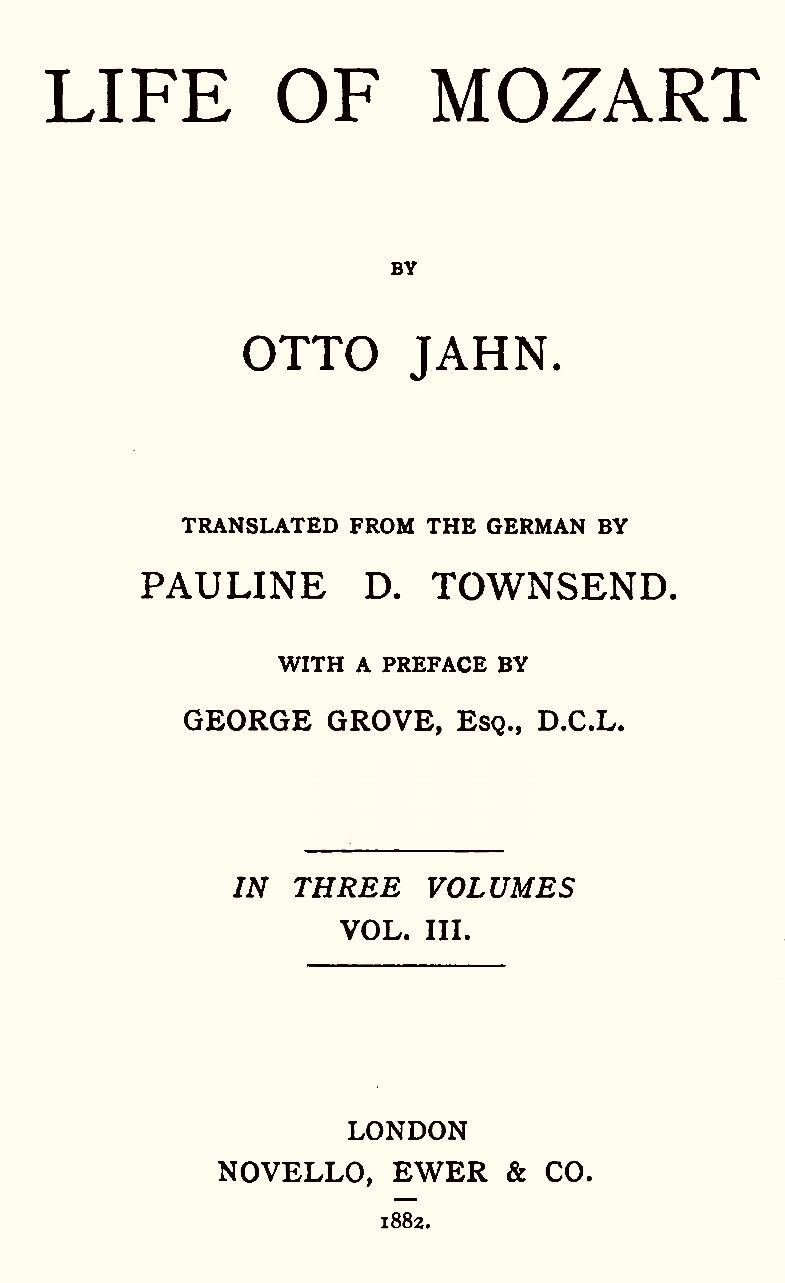 LIFE OF MOZART
BY
OTTO JAHN.
TRANSLATED FROM THE GERMAN BY
PAULINE D. TOWNSEND.
WITH A PREFACE BY
GEORGE GROVE, Esq., D.C.L.
IN THREE VOLUMES
VOL. III.
LONDON
NOVELLO, EWER & CO.
1882.